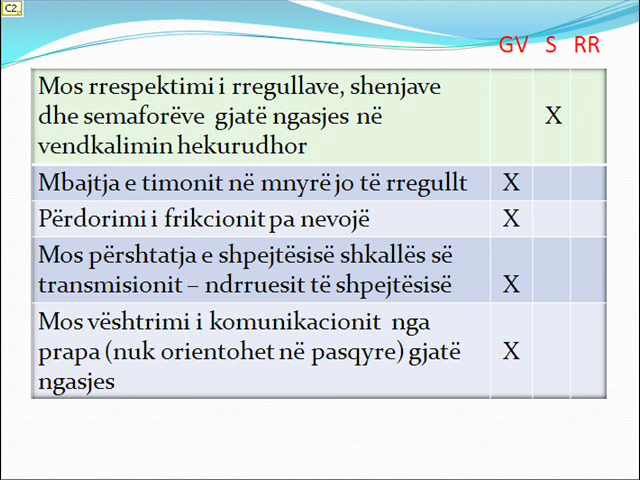 C2
GV S RR
Mos rrespektimi i rregullave, shenjave
dhe semaforëve gjatë ngasjes në
vendkalimin hekurudhor
X
Mbajtja e timonit në mnyrë jo të rregullt X
Përdorimi i frikcionit pa nevojë X
Mos përshtatja e shpejtësisë shkallës së
transmisionit – ndrruesit të shpejtësisë X
Mos vështrimi i komunikacionit nga
prapa (nuk orientohet në pasqyre) gjatë
ngasjes
X